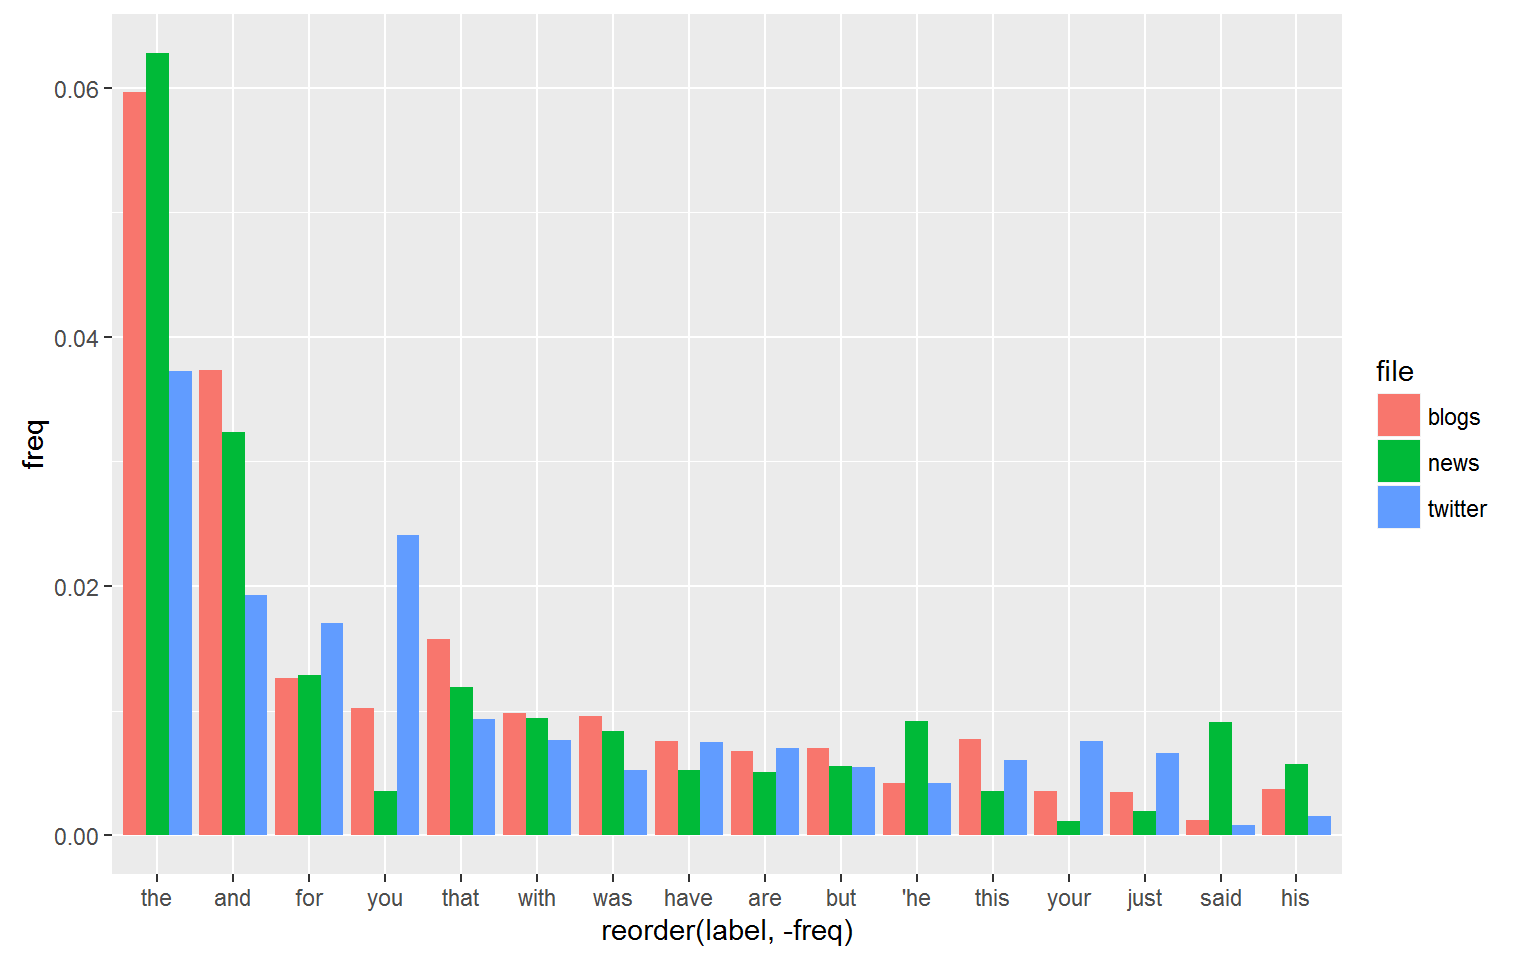 0.06
0.04
0.02
0.00
freq
the and for you that with was have are but 'he this your just said his
reorder(label, -freq)
file
blogs
news
twitter